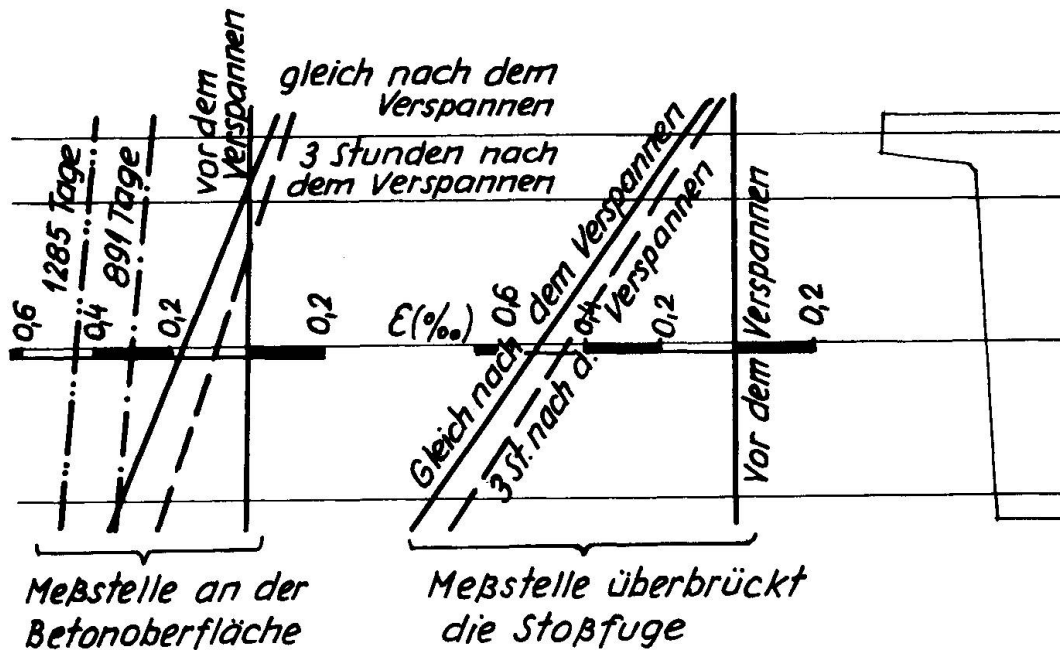 vor dem
Verspannen
gleich nach dem
Verspannen
3 Stunden nach
dem Verspannen
1285 Tage
891 Tage
0,6
0,4
0,2
0,2
ε(‰)
0,6
0,4
0,2
0,2
Gleich nach dem Verspannen
3 St. nach d. Verspannen
Vor dem Verspannen
Meßstelle an der
Betonoberfläche
Meßstelle überbrückt
die Stoßfuge